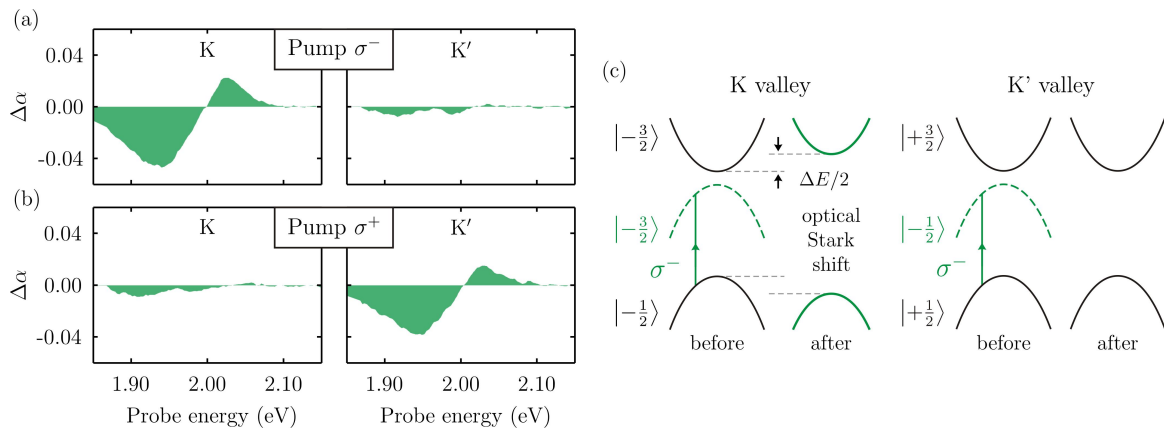 (a)
K
Pump σ⁻
K′
0.04
0.00
-0.04
Δα
(b)
K
Pump σ⁺
K′
0.04
0.00
-0.04
Δα
1.90 2.00 2.10
1.90 2.00 2.10
Probe energy (eV)
Probe energy (eV)
(c)
K valley
K' valley
|−3/2⟩
|+3/2⟩
ΔE/2
|−3/2⟩
optical
Stark
shift
|−1/2⟩
σ⁻
σ⁻
|−1/2⟩
|+1/2⟩
before
after
before
after